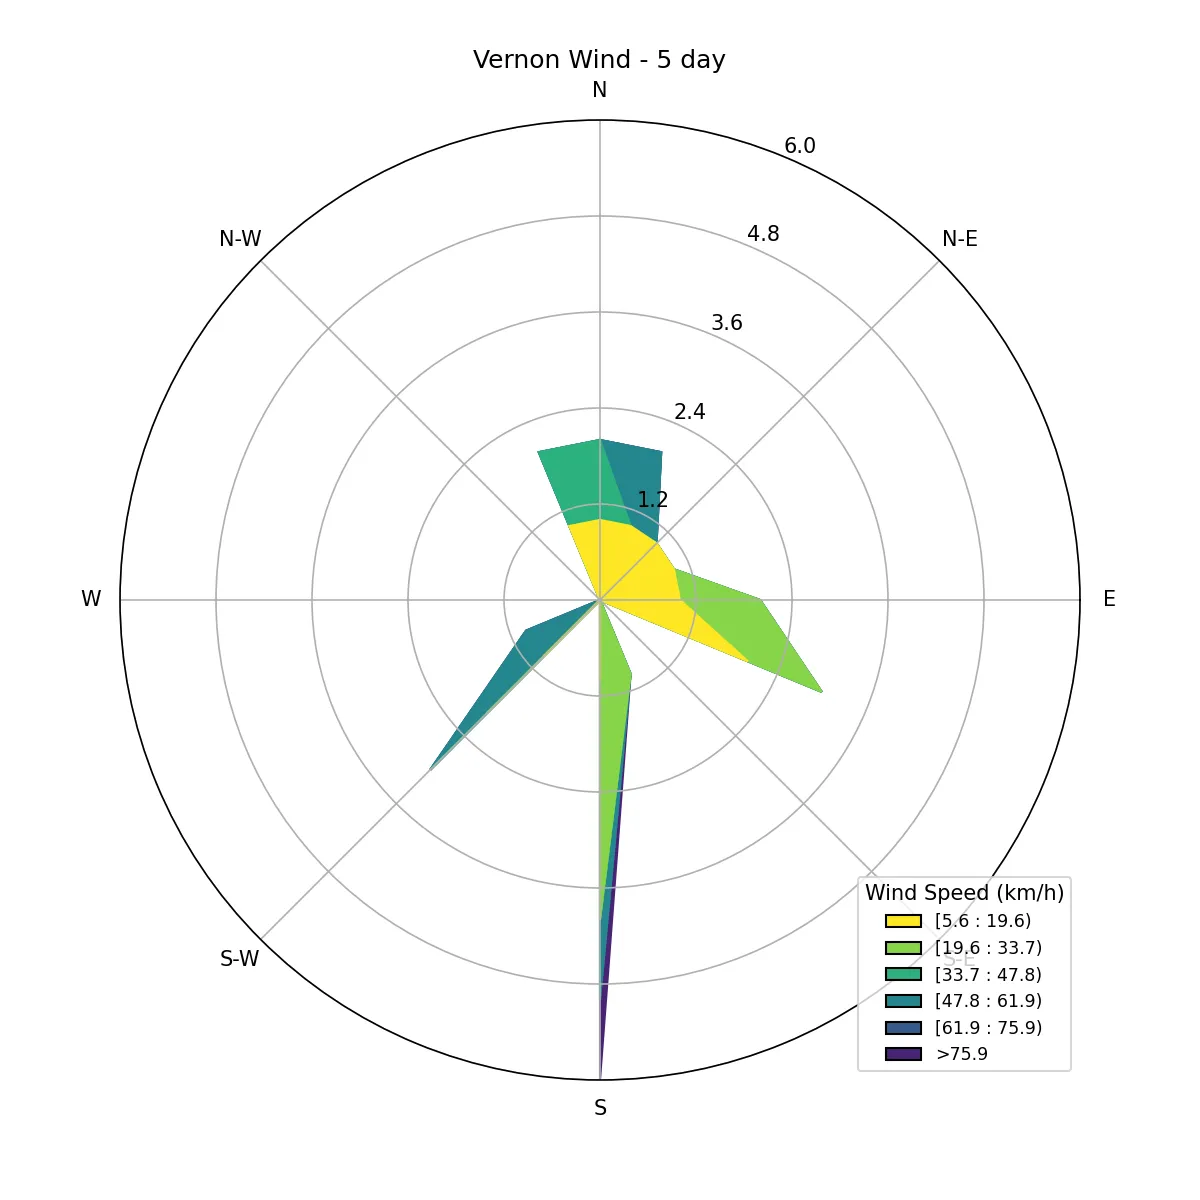 Vernon Wind - 5 day
N
6.0
4.8
N-W
N-E
3.6
2.4
1.2
W
E
Wind Speed (km/h)
[5.6 : 19.6)
[19.6 : 33.7)
S-W
S-E
[33.7 : 47.8)
[47.8 : 61.9)
[61.9 : 75.9)
>75.9
S